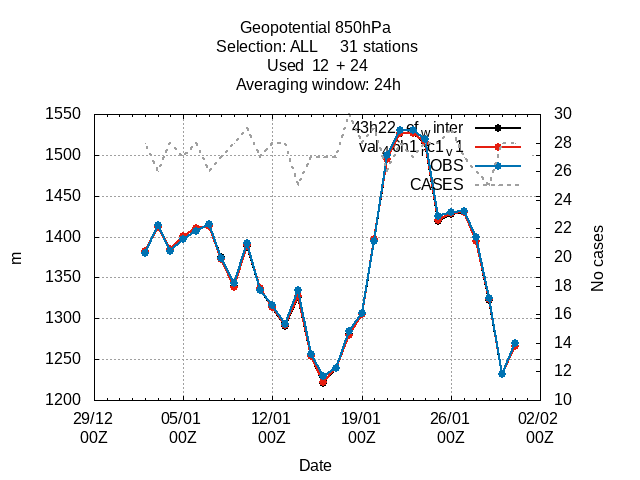 Geopotential 850hPa
Selection: ALL 31 stations
Used 12 + 24
Averaging window: 24h
1550 30
43h22_ef_winter
1500 28
val_46h1_nc1_v1
OBS
26
CASES
1450 24
22
1400 20
1350 18
1300 16
14
1250 12
1200 10
m
No cases
29/12 05/01 12/01 19/01 26/01 02/02
00Z 00Z 00Z 00Z 00Z 00Z
Date